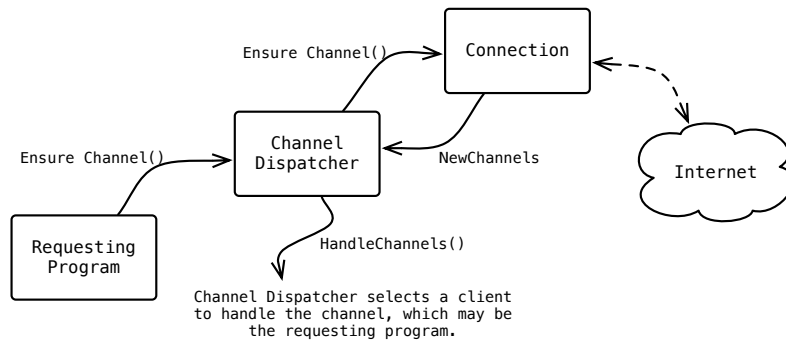 Ensure Channel()
Connection
Channel
Dispatcher
NewChannels
Internet
Ensure Channel()
Requesting
Program
HandleChannels()
Channel Dispatcher selects a client
to handle the channel, which may be
the requesting program.